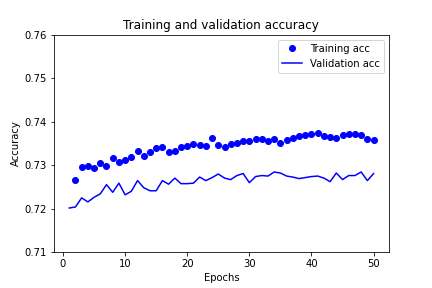 Training and validation accuracy
0.76
0.75
0.74
0.73
0.72
0.71
Accuracy
Training acc
Validation acc
0
10
20
30
40
50
Epochs